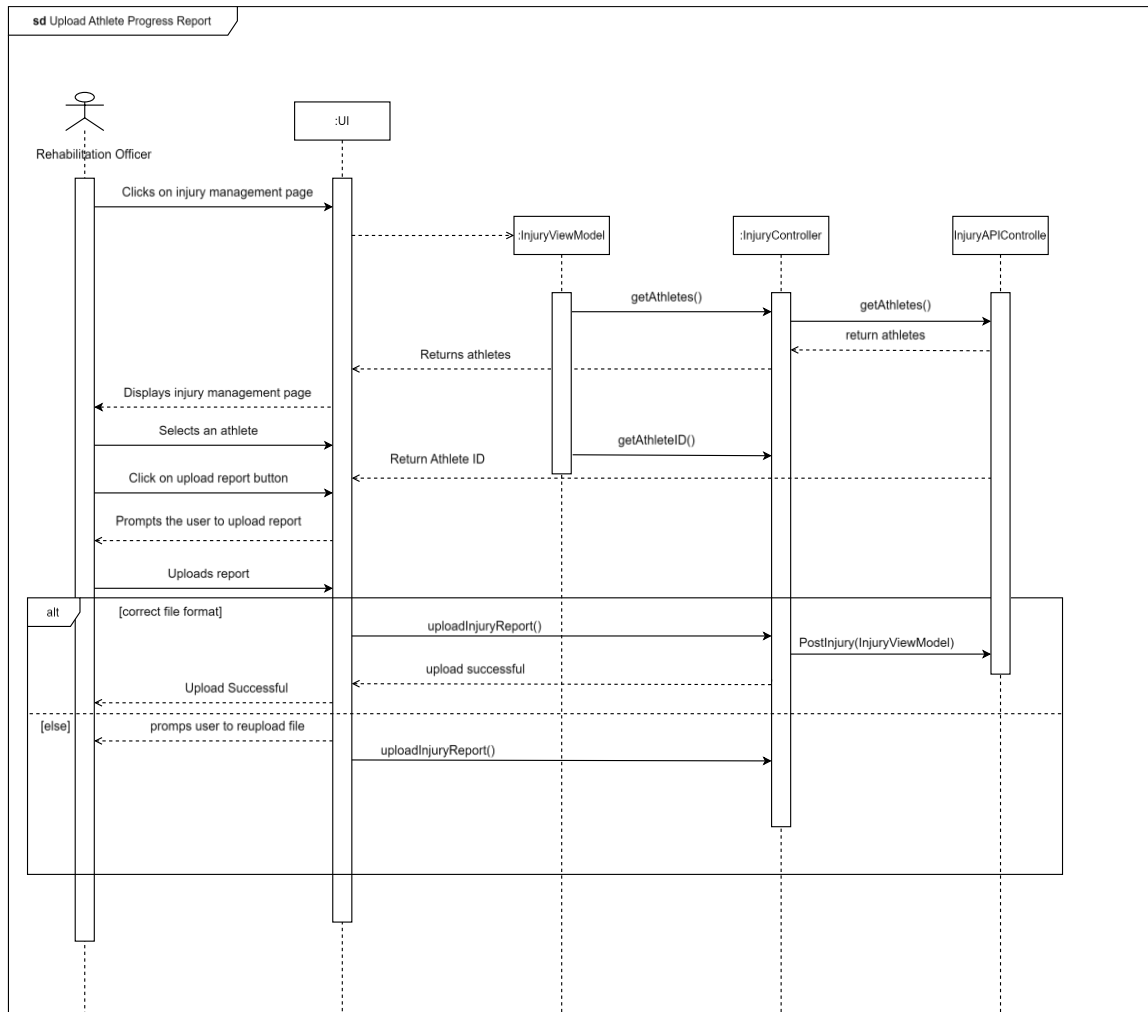 sd Upload Athlete Progress Report
:UI
Rehabilitation Officer
Clicks on injury management page
:InjuryViewModel
:InjuryController
InjuryAPIControlle
getAthletes()
getAthletes()
return athletes
Returns athletes
Displays injury management page
Selects an athlete
getAthleteID()
Return Athlete ID
Click on upload report button
Prompts the user to upload report
Uploads report
alt
[correct file format]
uploadInjuryReport()
PostInjury(InjuryViewModel)
upload successful
Upload Successful
[else]
promps user to reupload file
uploadInjuryReport()